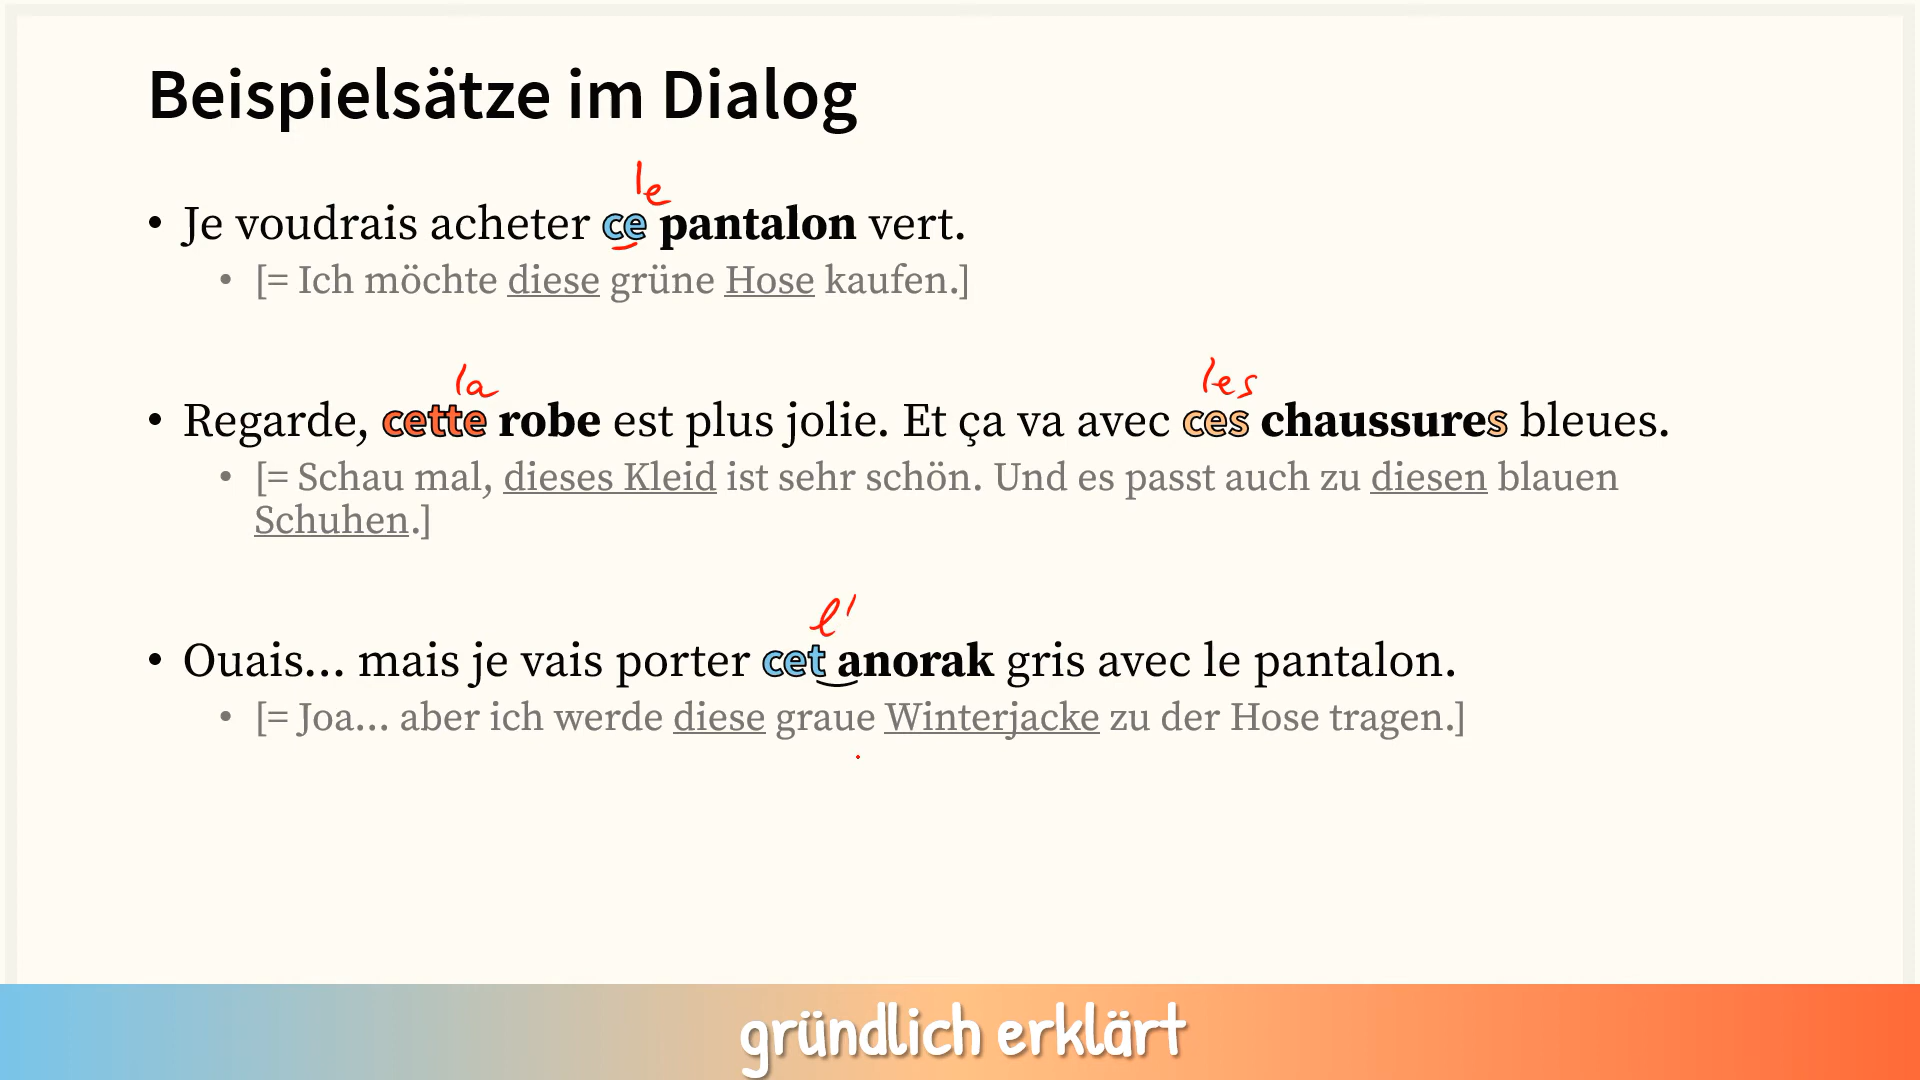 Beispielsätze im Dialog
le
• Je voudrais acheter ce pantalon vert.
• [= Ich möchte diese grüne Hose kaufen.]
la les
• Regarde, cette robe est plus jolie. Et ça va avec ces chaussures bleues.
• [= Schau mal, dieses Kleid ist sehr schön. Und es passt auch zu diesen blauen
Schuhen.]
l'
• Ouais… mais je vais porter cet anorak gris avec le pantalon.
• [= Joa… aber ich werde diese graue Winterjacke zu der Hose tragen.]
gründlich erklärt